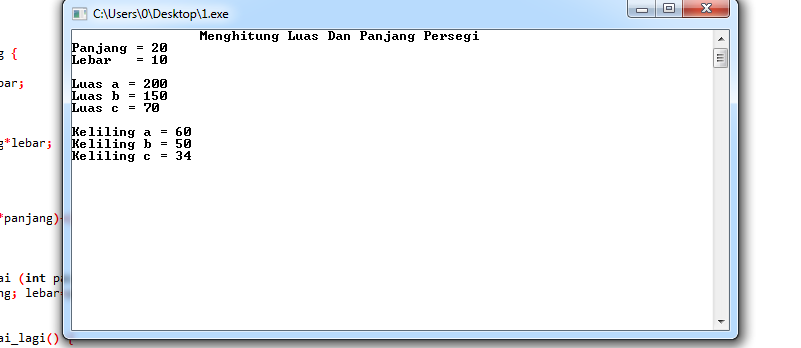 C:\Users\0\Desktop\1.exe
Menghitung Luas Dan Panjang Persegi
Panjang = 20
Lebar   = 10
Luas a = 200
Luas b = 150
Luas c = 70
Keliling a = 60
Keliling b = 50
Keliling c = 34
g {
bar;
g*lebar;
*panjang)
ai (int pa
ng; lebar=
ai_lagi() {